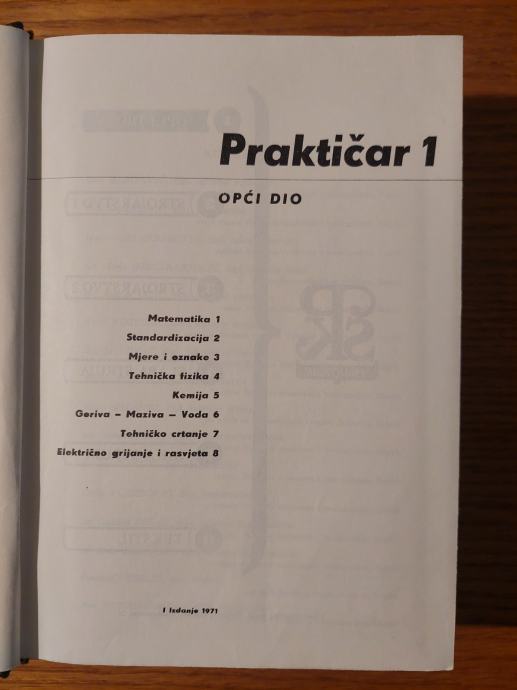 Praktičar 1
OPĆI DIO
Matematika 1
Standardizacija 2
Mjere i oznake 3
Tehnička fizika 4
Kemija 5
Goriva – Maziva – Voda 6
Tehničko crtanje 7
Električno grijanje i rasvjeta 8
I Izdanje 1971